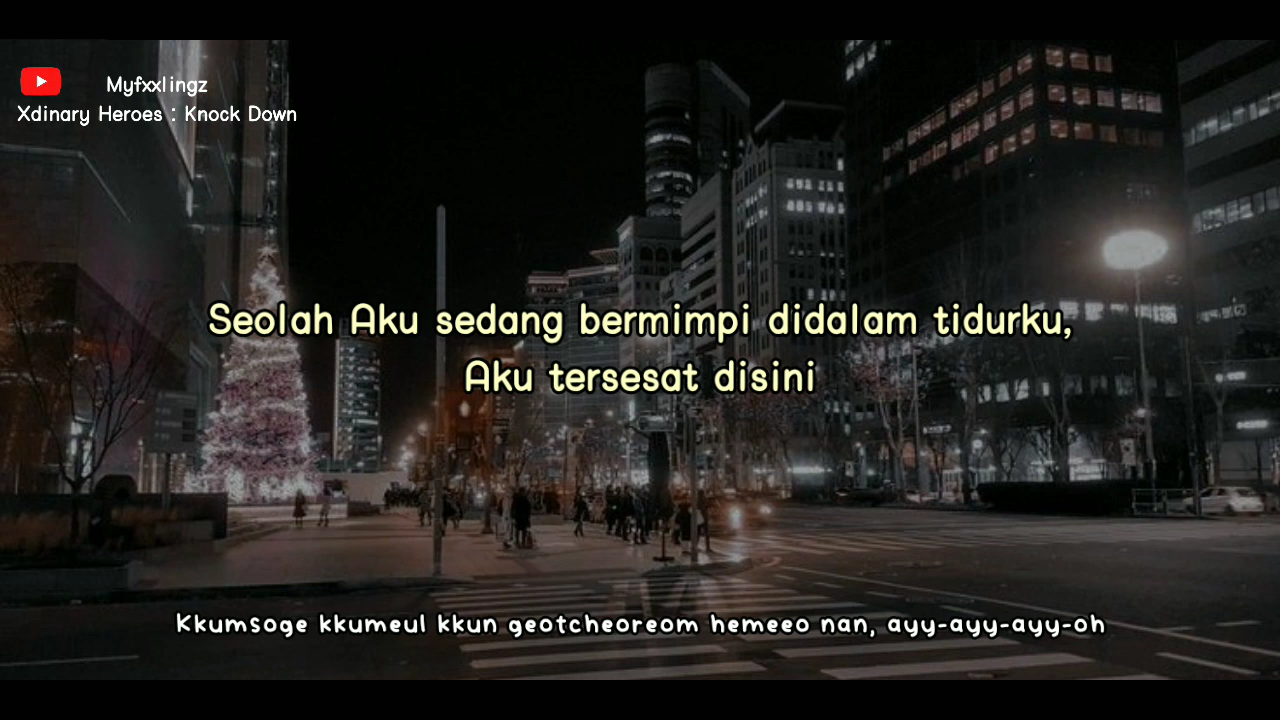 Myfxxlingz
Xdinary Heroes : Knock Down
Seolah Aku sedang bermimpi didalam tidurku,
Aku tersesat disini
Kkumsoge kkumeul kkun geotcheoreom hemeeo nan, ayy-ayy-ayy-oh